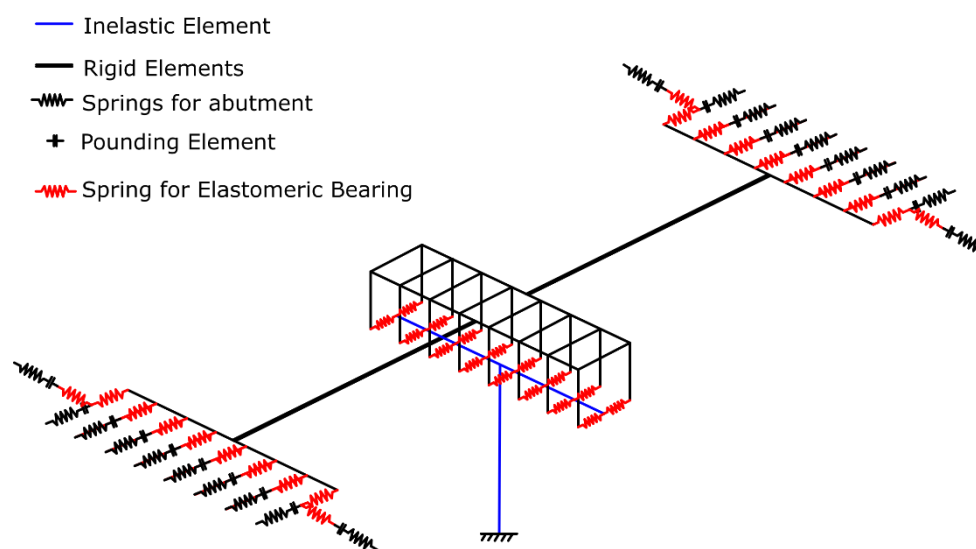 Inelastic Element
Rigid Elements
Springs for abutment
Pounding Element
Spring for Elastomeric Bearing